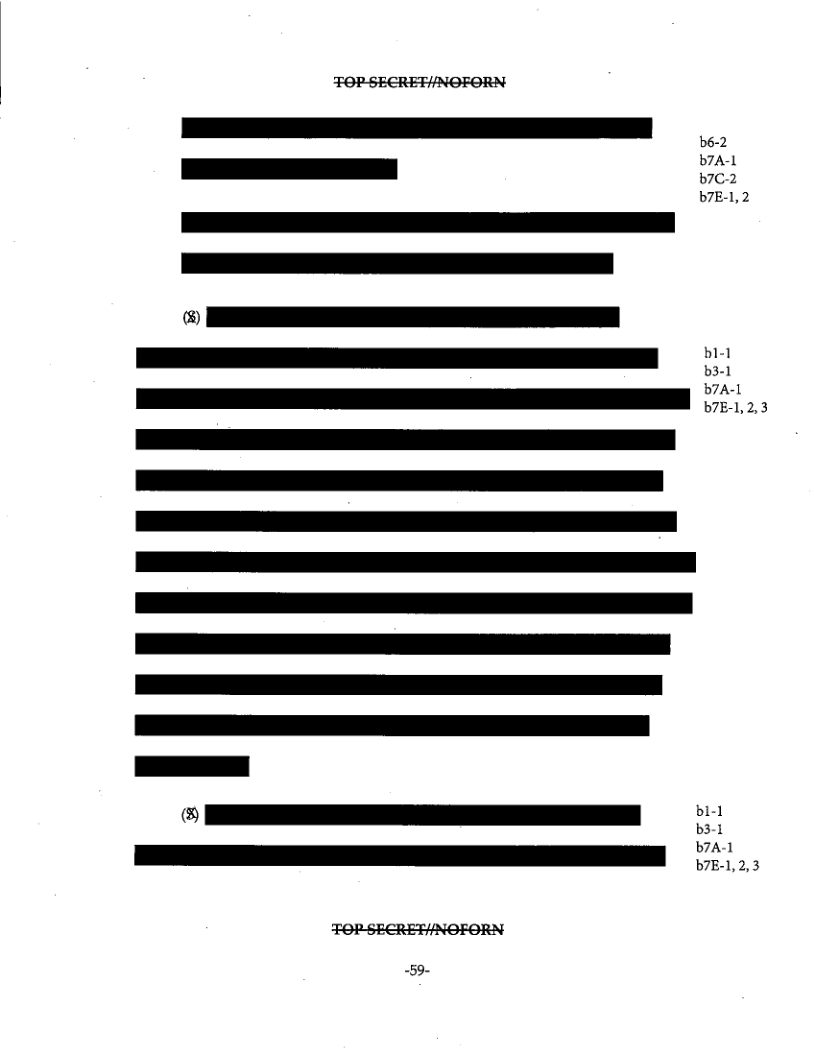 TOP SECRET//NOFORN
b6-2
b7A-1
b7C-2
b7E-1, 2
(S)
b1-1
b3-1
b7A-1
b7E-1, 2, 3
(S)
b1-1
b3-1
b7A-1
b7E-1, 2, 3
TOP SECRET//NOFORN
-59-